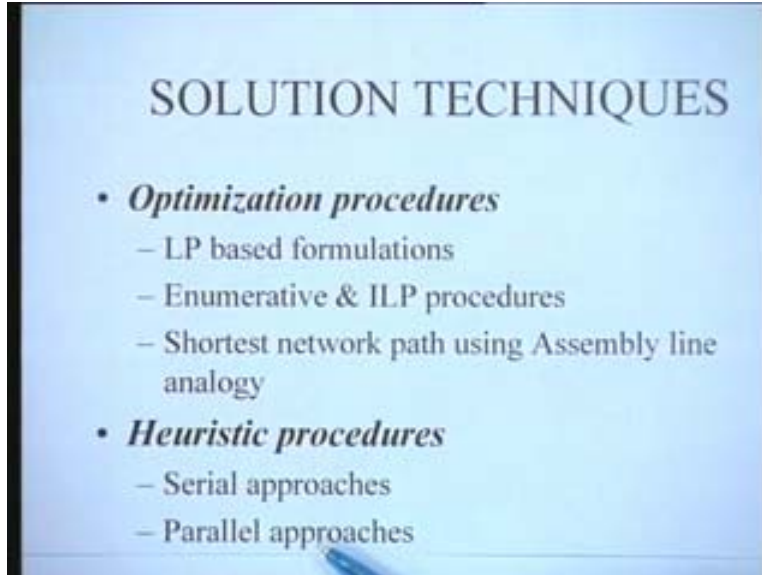 SOLUTION TECHNIQUES
• Optimization procedures
– LP based formulations
– Enumerative & ILP procedures
– Shortest network path using Assembly line
analogy
• Heuristic procedures
– Serial approaches
– Parallel approaches